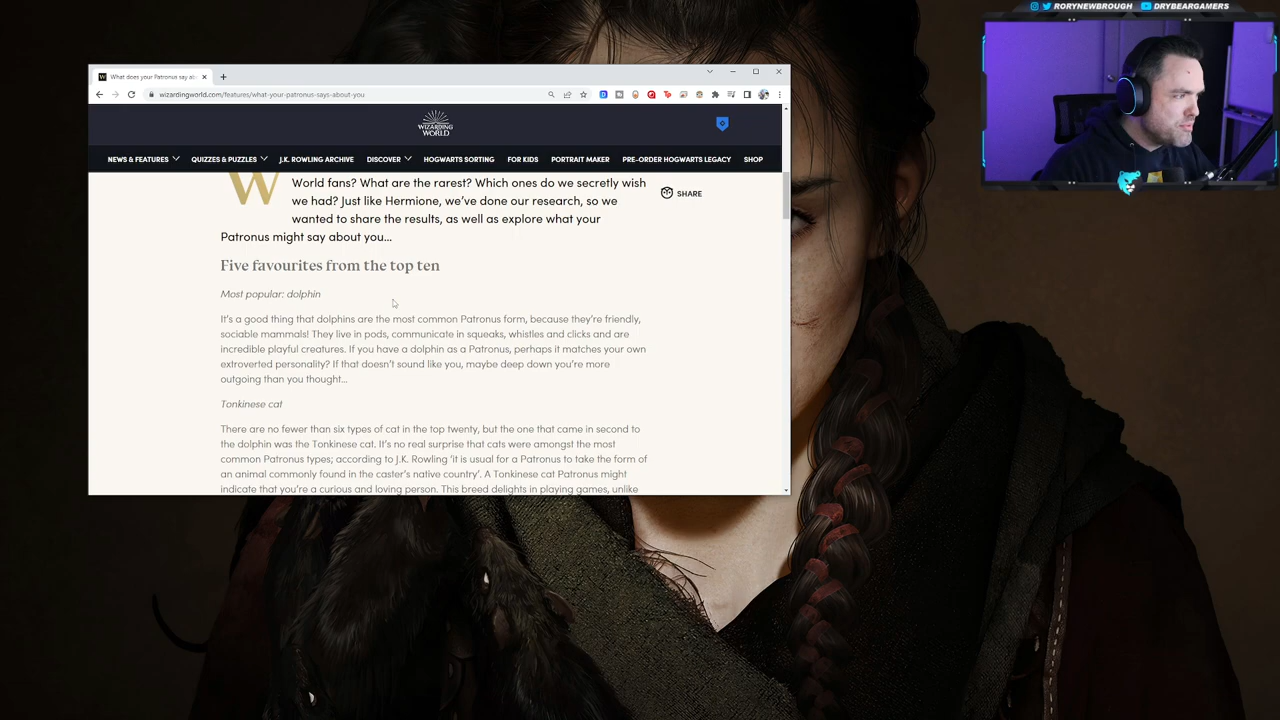 RORYNEWBROUGH DRYBEARGAMERS
What does your Patronus say ab
wizardingworld.com/features/what-your-patronus-says-about-you
WIZARDING
WORLD
NEWS & FEATURES QUIZZES & PUZZLES J.K. ROWLING ARCHIVE DISCOVER HOGWARTS SORTING FOR KIDS PORTRAIT MAKER PRE-ORDER HOGWARTS LEGACY SHOP
W World fans? What are the rarest? Which ones do we secretly wish
we had? Just like Hermione, we've done our research, so we
wanted to share the results, as well as explore what your
Patronus might say about you...
SHARE
Five favourites from the top ten
Most popular: dolphin
It's a good thing that dolphins are the most common Patronus form, because they're friendly,
sociable mammals! They live in pods, communicate in squeaks, whistles and clicks and are
incredible playful creatures. If you have a dolphin as a Patronus, perhaps it matches your own
extroverted personality? If that doesn't sound like you, maybe deep down you're more
outgoing than you thought...
Tonkinese cat
There are no fewer than six types of cat in the top twenty, but the one that came in second to
the dolphin was the Tonkinese cat. It's no real surprise that cats were amongst the most
common Patronus types; according to J.K. Rowling 'it is usual for a Patronus to take the form of
an animal commonly found in the caster's native country'. A Tonkinese cat Patronus might
indicate that you're a curious and loving person. This breed delights in playing games, unlike